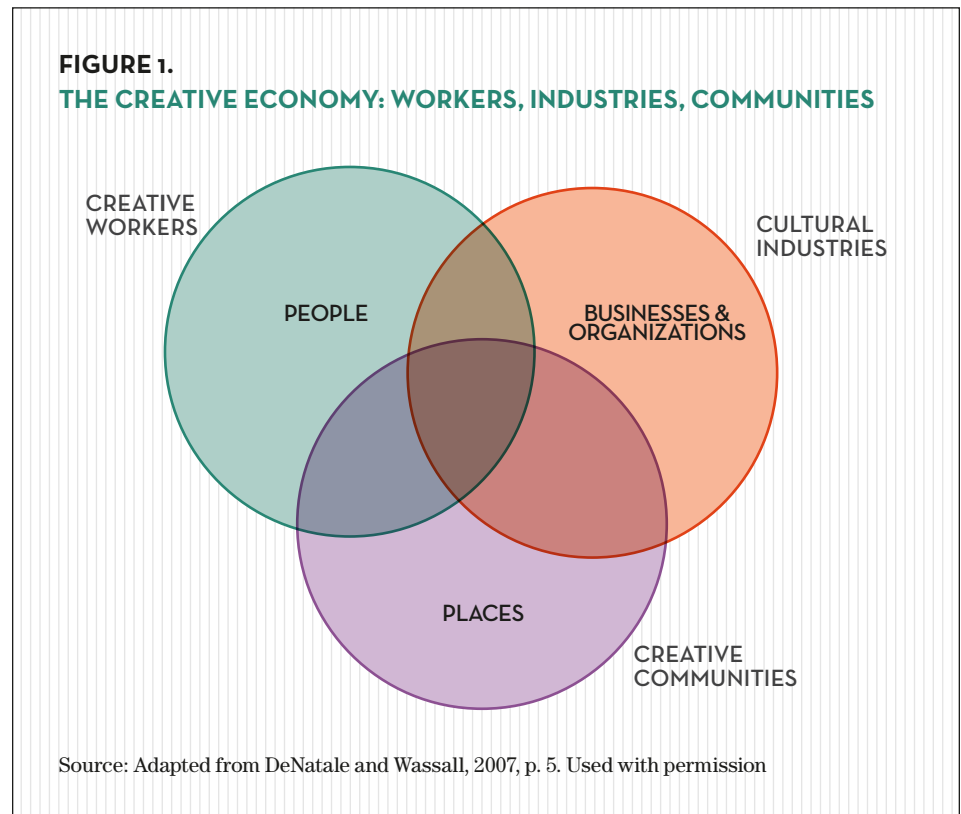 FIGURE 1.
THE CREATIVE ECONOMY: WORKERS, INDUSTRIES, COMMUNITIES
CREATIVE
WORKERS
CULTURAL
INDUSTRIES
PEOPLE
BUSINESSES &
ORGANIZATIONS
PLACES
CREATIVE
COMMUNITIES
Source: Adapted from DeNatale and Wassall, 2007, p. 5. Used with permission